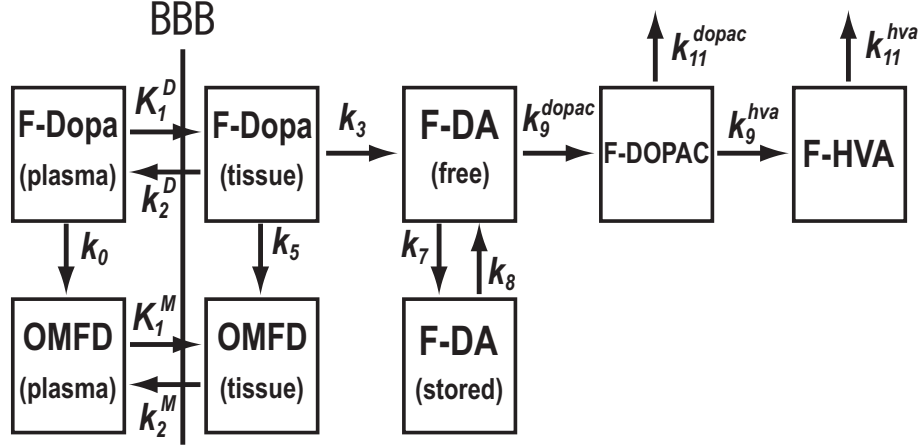 BBB
F-Dopa
(plasma)
K₁ᴰ
k₂ᴰ
F-Dopa
(tissue)
k₃
F-DA
(free)
k₉ᵈᵒᵖᵃᶜ
F-DOPAC
k₁₁ᵈᵒᵖᵃᶜ
k₉ʰᵛᵃ
F-HVA
k₁₁ʰᵛᵃ
k₀
k₅
k₇
k₈
OMFD
(plasma)
K₁ᴹ
k₂ᴹ
OMFD
(tissue)
F-DA
(stored)